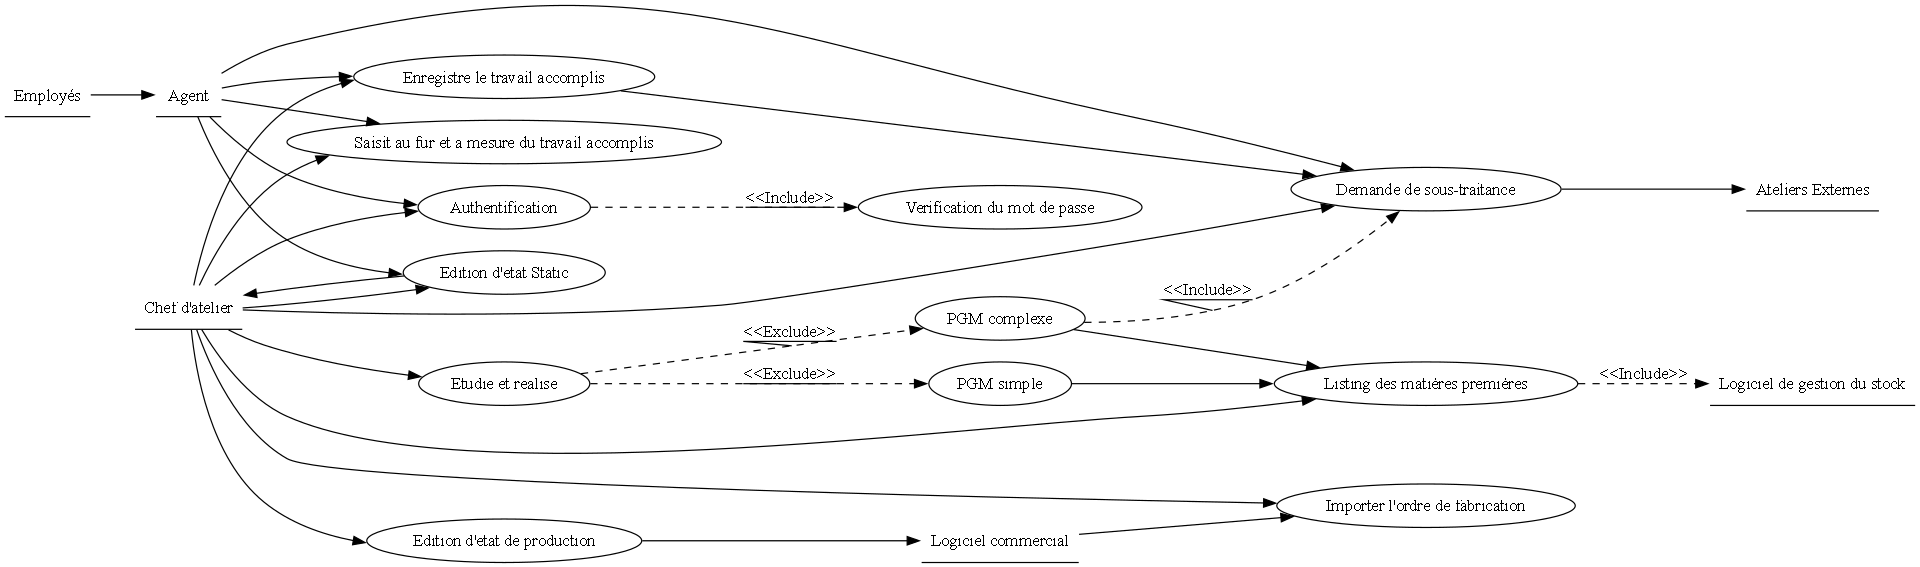 Employés
Agent
Enregistre le travail accomplis
Saisit au fur et a mesure du travail accomplis
Authentification
<<Include>>
Verification du mot de passe
Demande de sous-traitance
Ateliers Externes
Edition d'etat Static
Chef d'atelier
<<Include>>
PGM complexe
<<Exclude>>
Etudie et realise
<<Exclude>>
PGM simple
Listing des matiéres premiéres
<<Include>>
Logiciel de gestion du stock
Importer l'ordre de fabrication
Edition d'etat de production
Logiciel commercial